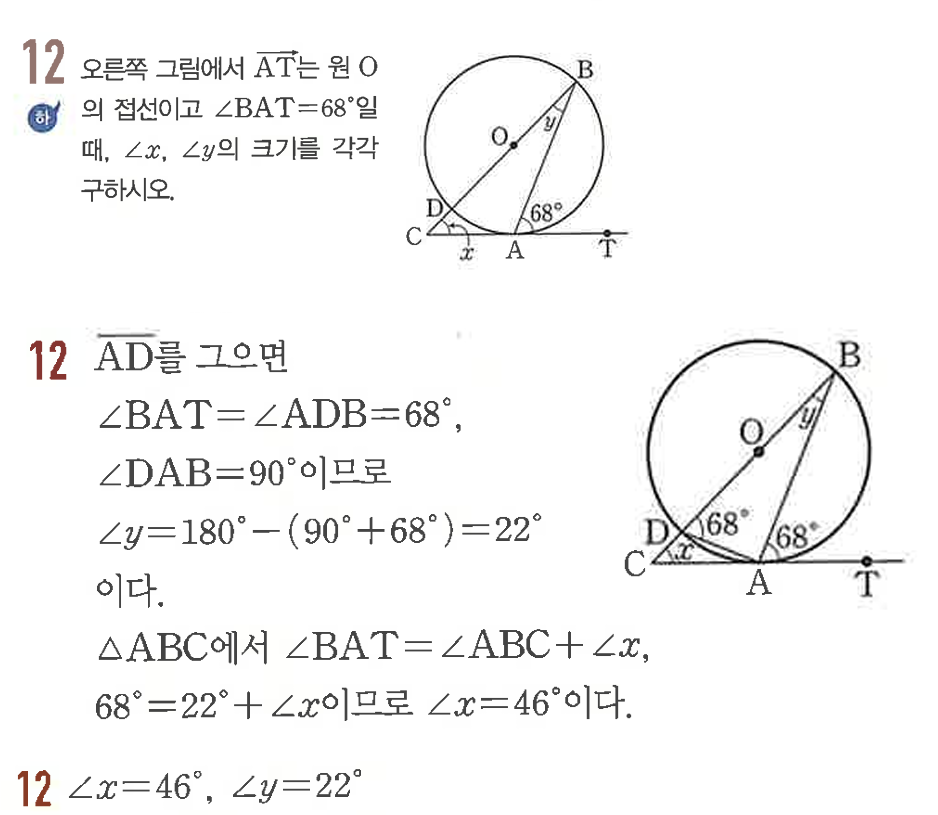 12
오른쪽 그림에서 AT는 원 O
하
의 접선이고 ∠BAT=68°일
때, ∠x, ∠y의 크기를 각각
구하시오.
B
y
O
D
68°
C
x
A
T
12 AD를 그으면
∠BAT=∠ADB=68°,
∠DAB=90°이므로
∠y=180°-(90°+68°)=22°
이다.
△ABC에서 ∠BAT=∠ABC+∠x,
68°=22°+∠x이므로 ∠x=46°이다.
B
y
O
D
68°
68°
C
x
A
T
12 ∠x=46°, ∠y=22°